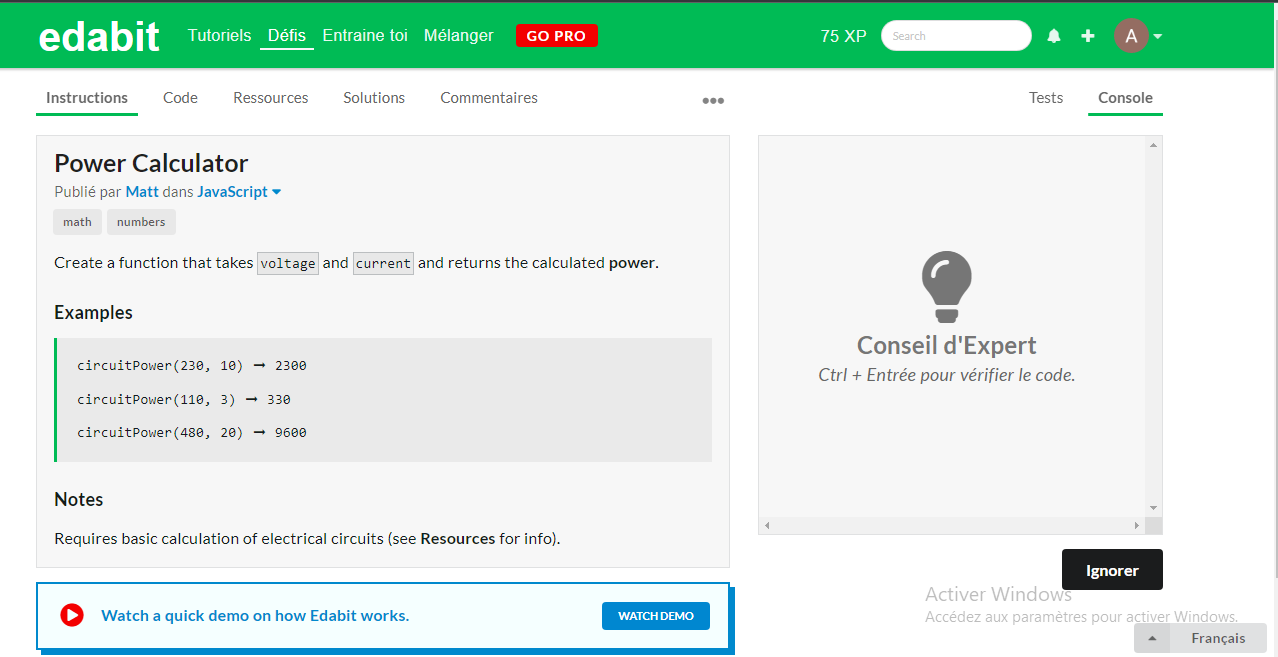 edabit Tutoriels Défis Entraine toi Mélanger GO PRO 75 XP Search A
Instructions Code Ressources Solutions Commentaires ••• Tests Console
Power Calculator
Publié par Matt dans JavaScript
math numbers
Create a function that takes voltage and current and returns the calculated power.
Examples
circuitPower(230, 10) ➞ 2300
circuitPower(110, 3) ➞ 330
circuitPower(480, 20) ➞ 9600
Notes
Requires basic calculation of electrical circuits (see Resources for info).
Watch a quick demo on how Edabit works. WATCH DEMO
Conseil d'Expert
Ctrl + Entrée pour vérifier le code.
Ignorer
Activer Windows
Accédez aux paramètres pour activer Windows.
Français